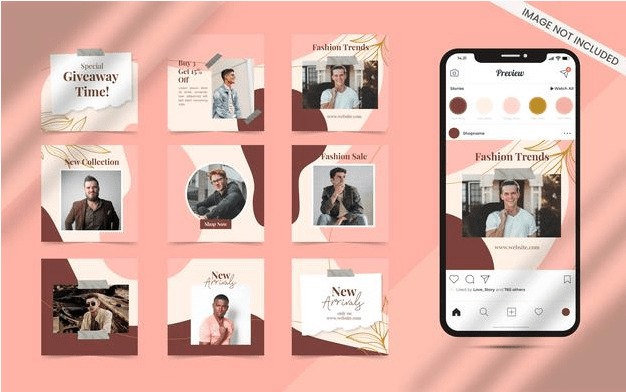 IMAGE NOT INCLUDED
Special
Giveaway
Time!
Buy 3
Get 15%
Off
Fashion Trends
www.website.com
New Collection
Shop Now
Fashion Sale
New
Arrivals
New
Arrivals
only on
www.website.com
Preview
Stories
Watch All
Shopname
Fashion Trends
www.website.com
Liked by Love_Story and 765 others